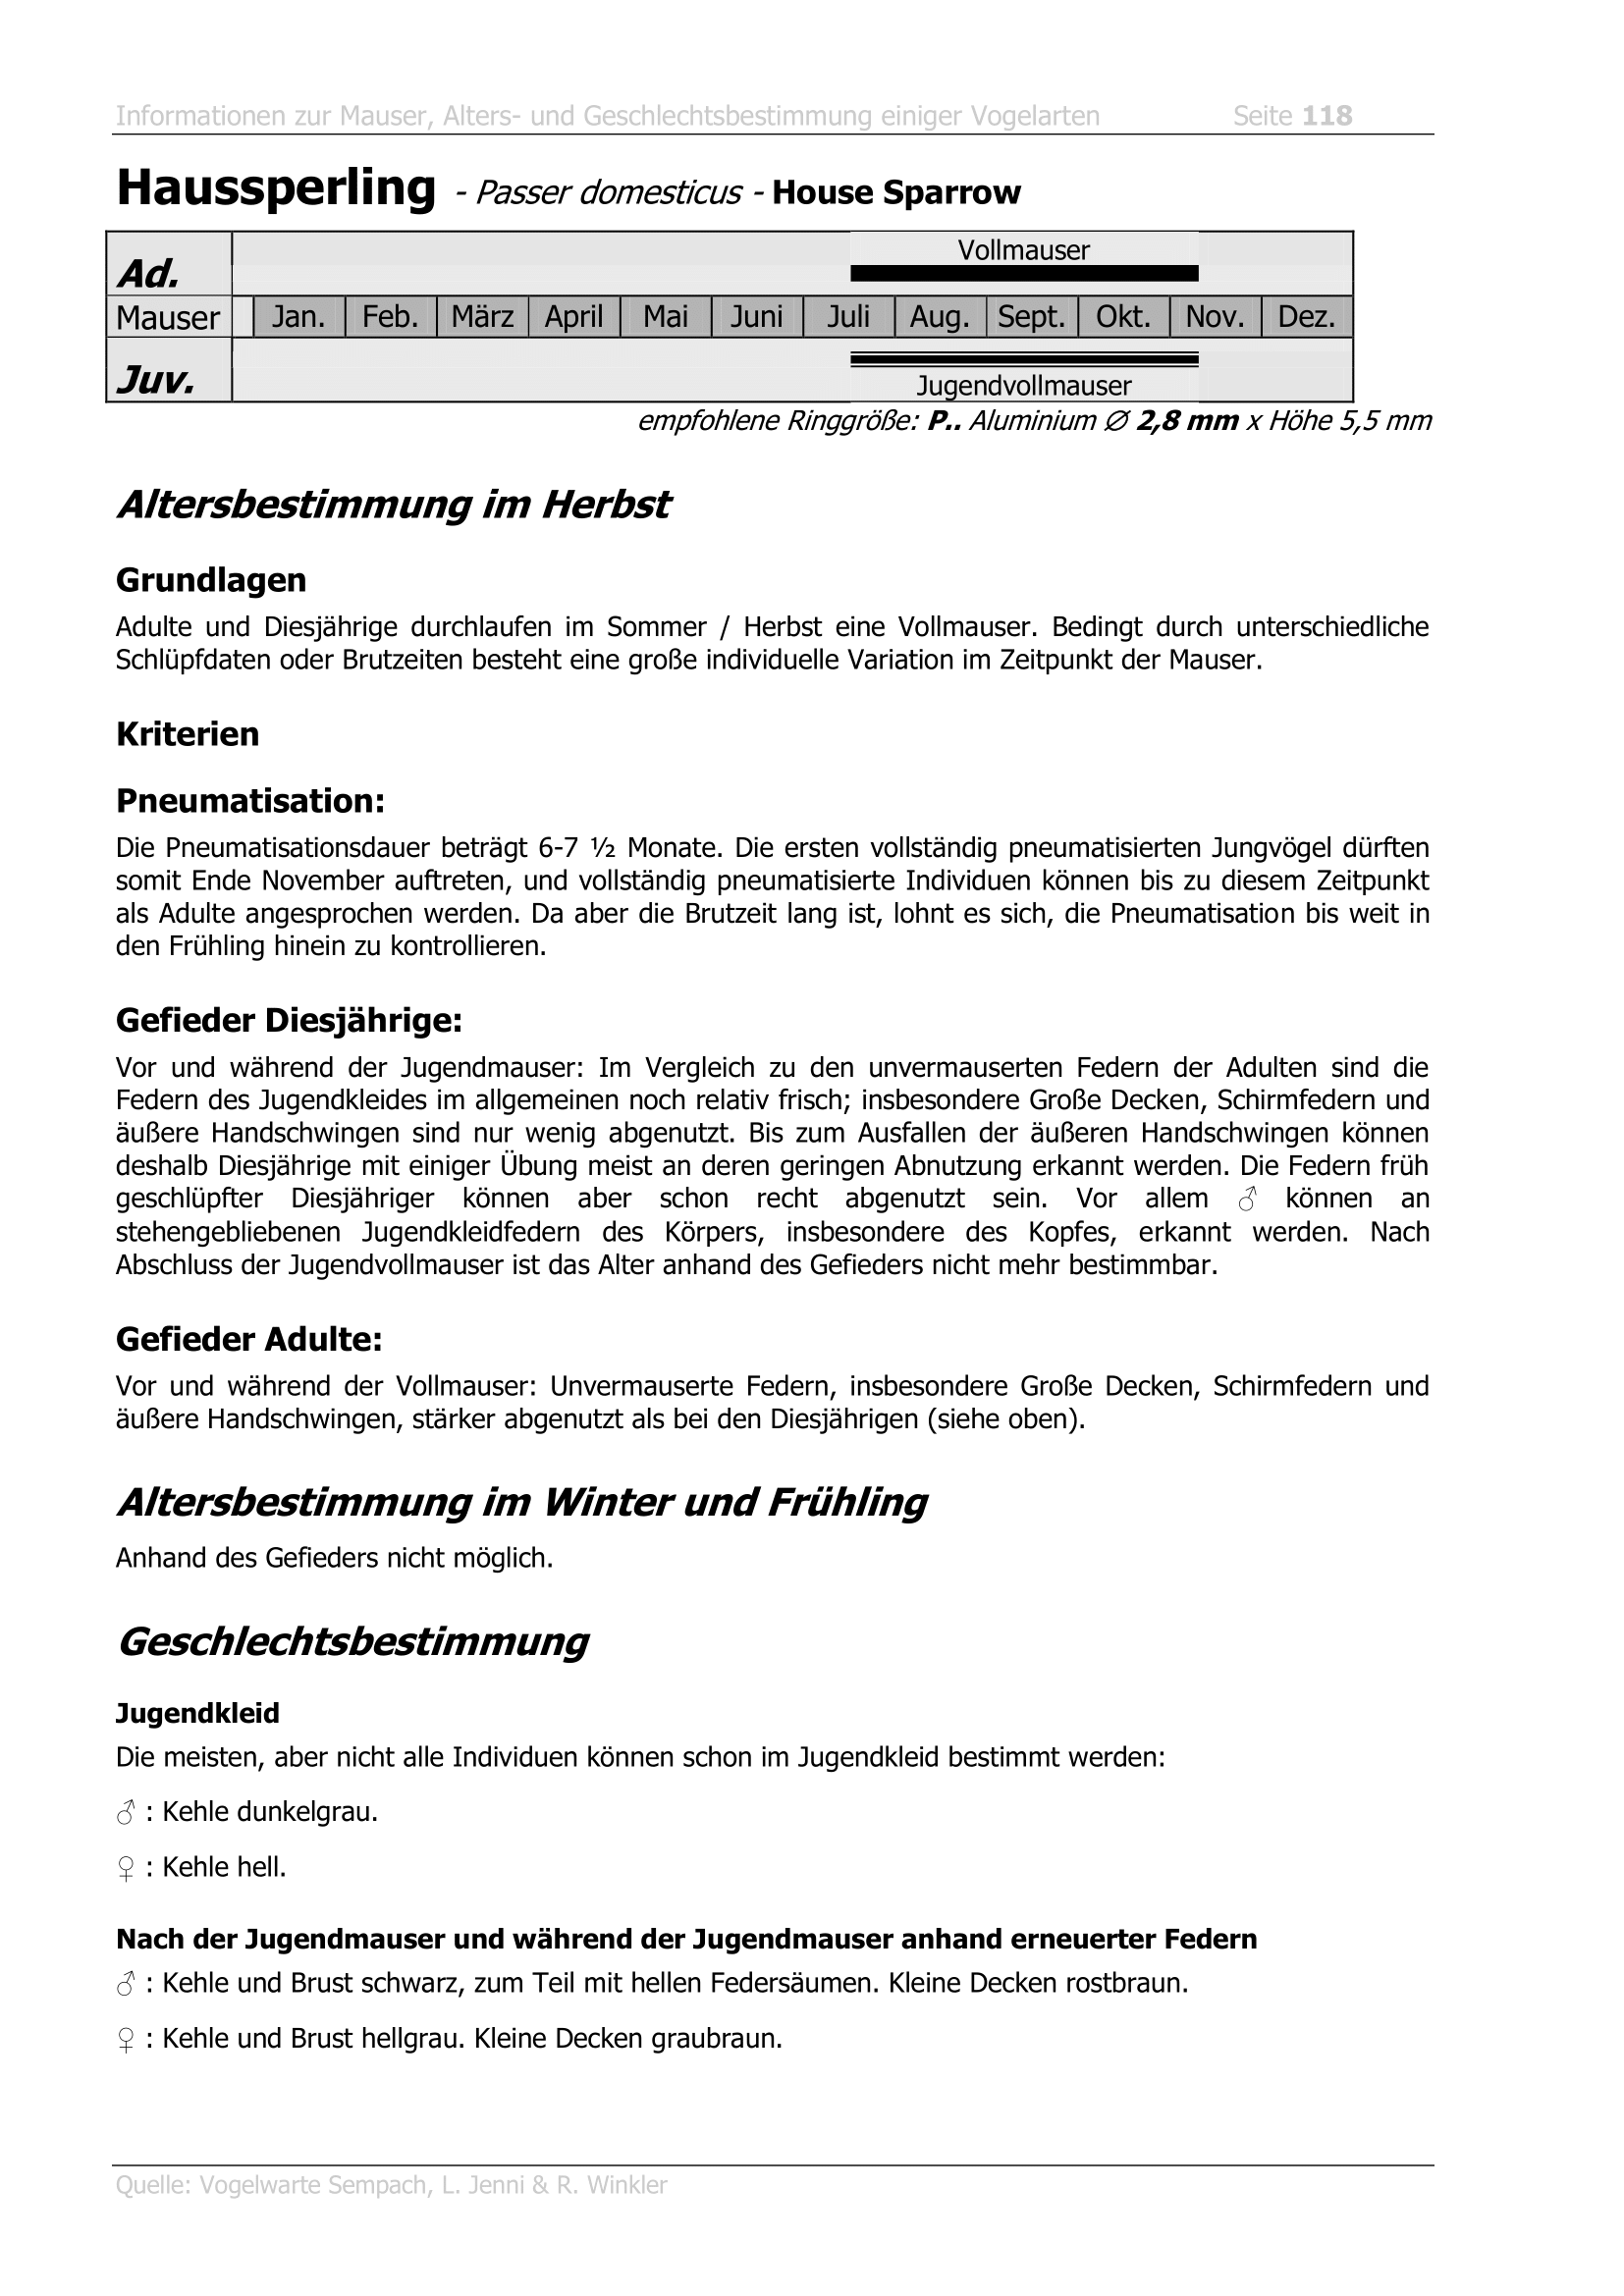 Informationen zur Mauser, Alters- und Geschlechtsbestimmung einiger Vogelarten Seite 118
Haussperling - Passer domesticus - House Sparrow
Vollmauser
Ad.
Mauser Jan. Feb. März April Mai Juni Juli Aug. Sept. Okt. Nov. Dez.
Juv.
Jugendvollmauser
empfohlene Ringgröße: P.. Aluminium ∅ 2,8 mm x Höhe 5,5 mm
Altersbestimmung im Herbst
Grundlagen
Adulte und Diesjährige durchlaufen im Sommer / Herbst eine Vollmauser. Bedingt durch unterschiedliche
Schlüpfdaten oder Brutzeiten besteht eine große individuelle Variation im Zeitpunkt der Mauser.
Kriterien
Pneumatisation:
Die Pneumatisationsdauer beträgt 6-7 ½ Monate. Die ersten vollständig pneumatisierten Jungvögel dürften
somit Ende November auftreten, und vollständig pneumatisierte Individuen können bis zu diesem Zeitpunkt
als Adulte angesprochen werden. Da aber die Brutzeit lang ist, lohnt es sich, die Pneumatisation bis weit in
den Frühling hinein zu kontrollieren.
Gefieder Diesjährige:
Vor und während der Jugendmauser: Im Vergleich zu den unvermauserten Federn der Adulten sind die
Federn des Jugendkleides im allgemeinen noch relativ frisch; insbesondere Große Decken, Schirmfedern und
äußere Handschwingen sind nur wenig abgenutzt. Bis zum Ausfallen der äußeren Handschwingen können
deshalb Diesjährige mit einiger Übung meist an deren geringen Abnutzung erkannt werden. Die Federn früh
geschlüpfter Diesjähriger können aber schon recht abgenutzt sein. Vor allem ♂ können an
stehengebliebenen Jugendkleidfedern des Körpers, insbesondere des Kopfes, erkannt werden. Nach
Abschluss der Jugendvollmauser ist das Alter anhand des Gefieders nicht mehr bestimmbar.
Gefieder Adulte:
Vor und während der Vollmauser: Unvermauserte Federn, insbesondere Große Decken, Schirmfedern und
äußere Handschwingen, stärker abgenutzt als bei den Diesjährigen (siehe oben).
Altersbestimmung im Winter und Frühling
Anhand des Gefieders nicht möglich.
Geschlechtsbestimmung
Jugendkleid
Die meisten, aber nicht alle Individuen können schon im Jugendkleid bestimmt werden:
♂ : Kehle dunkelgrau.
♀ : Kehle hell.
Nach der Jugendmauser und während der Jugendmauser anhand erneuerter Federn
♂ : Kehle und Brust schwarz, zum Teil mit hellen Federsäumen. Kleine Decken rostbraun.
♀ : Kehle und Brust hellgrau. Kleine Decken graubraun.
Quelle: Vogelwarte Sempach, L. Jenni & R. Winkler